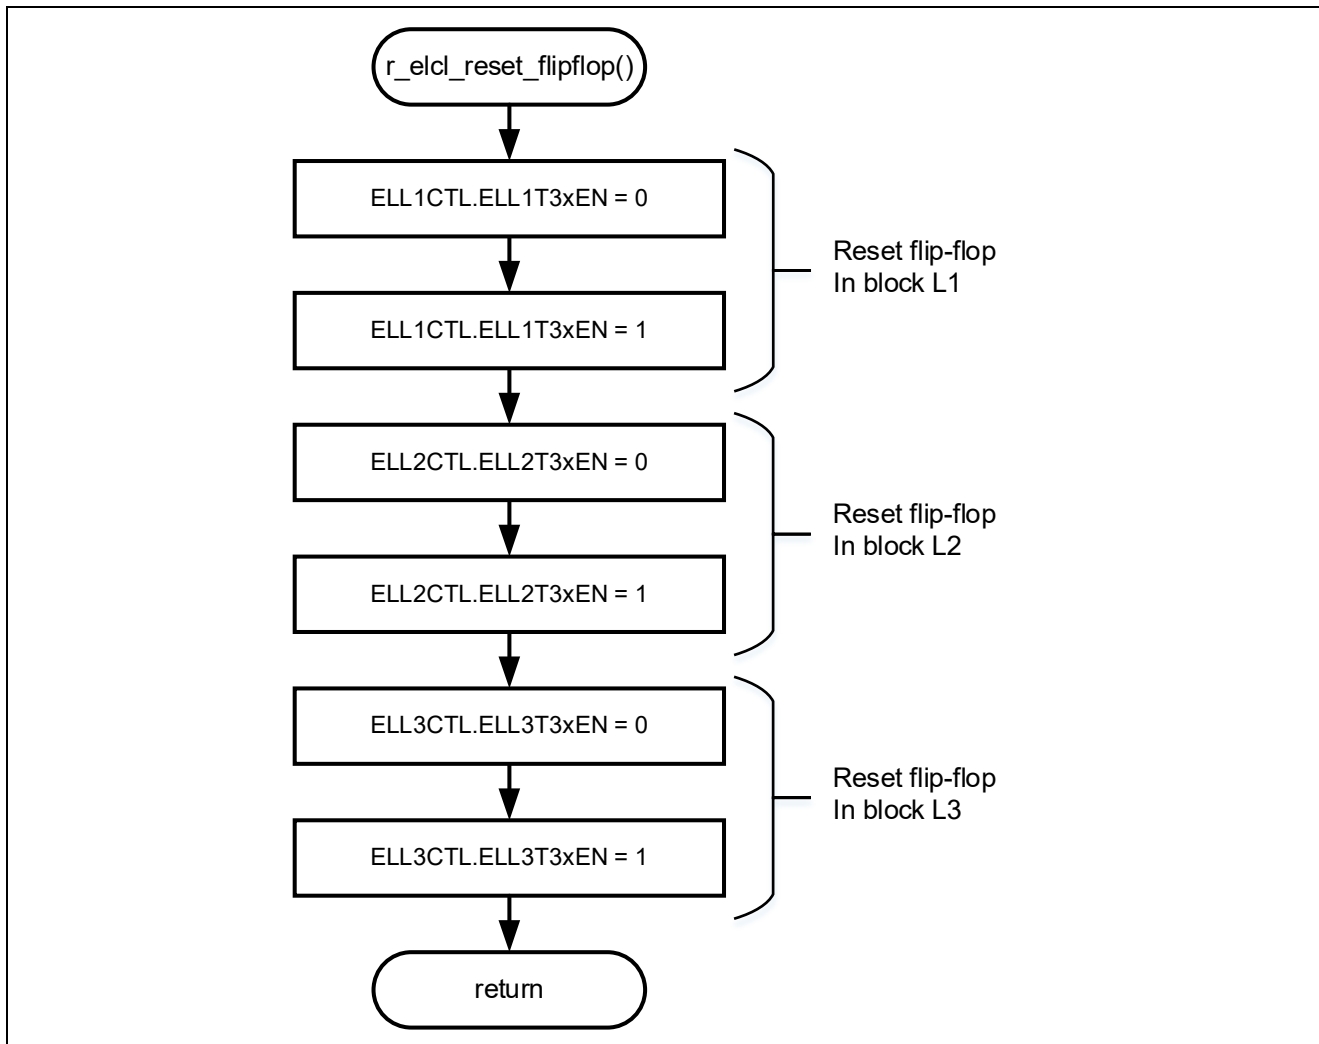 r_elcl_reset_flipflop()
ELL1CTL.ELL1T3xEN = 0
ELL1CTL.ELL1T3xEN = 1
Reset flip-flop
In block L1
ELL2CTL.ELL2T3xEN = 0
ELL2CTL.ELL2T3xEN = 1
Reset flip-flop
In block L2
ELL3CTL.ELL3T3xEN = 0
ELL3CTL.ELL3T3xEN = 1
Reset flip-flop
In block L3
return